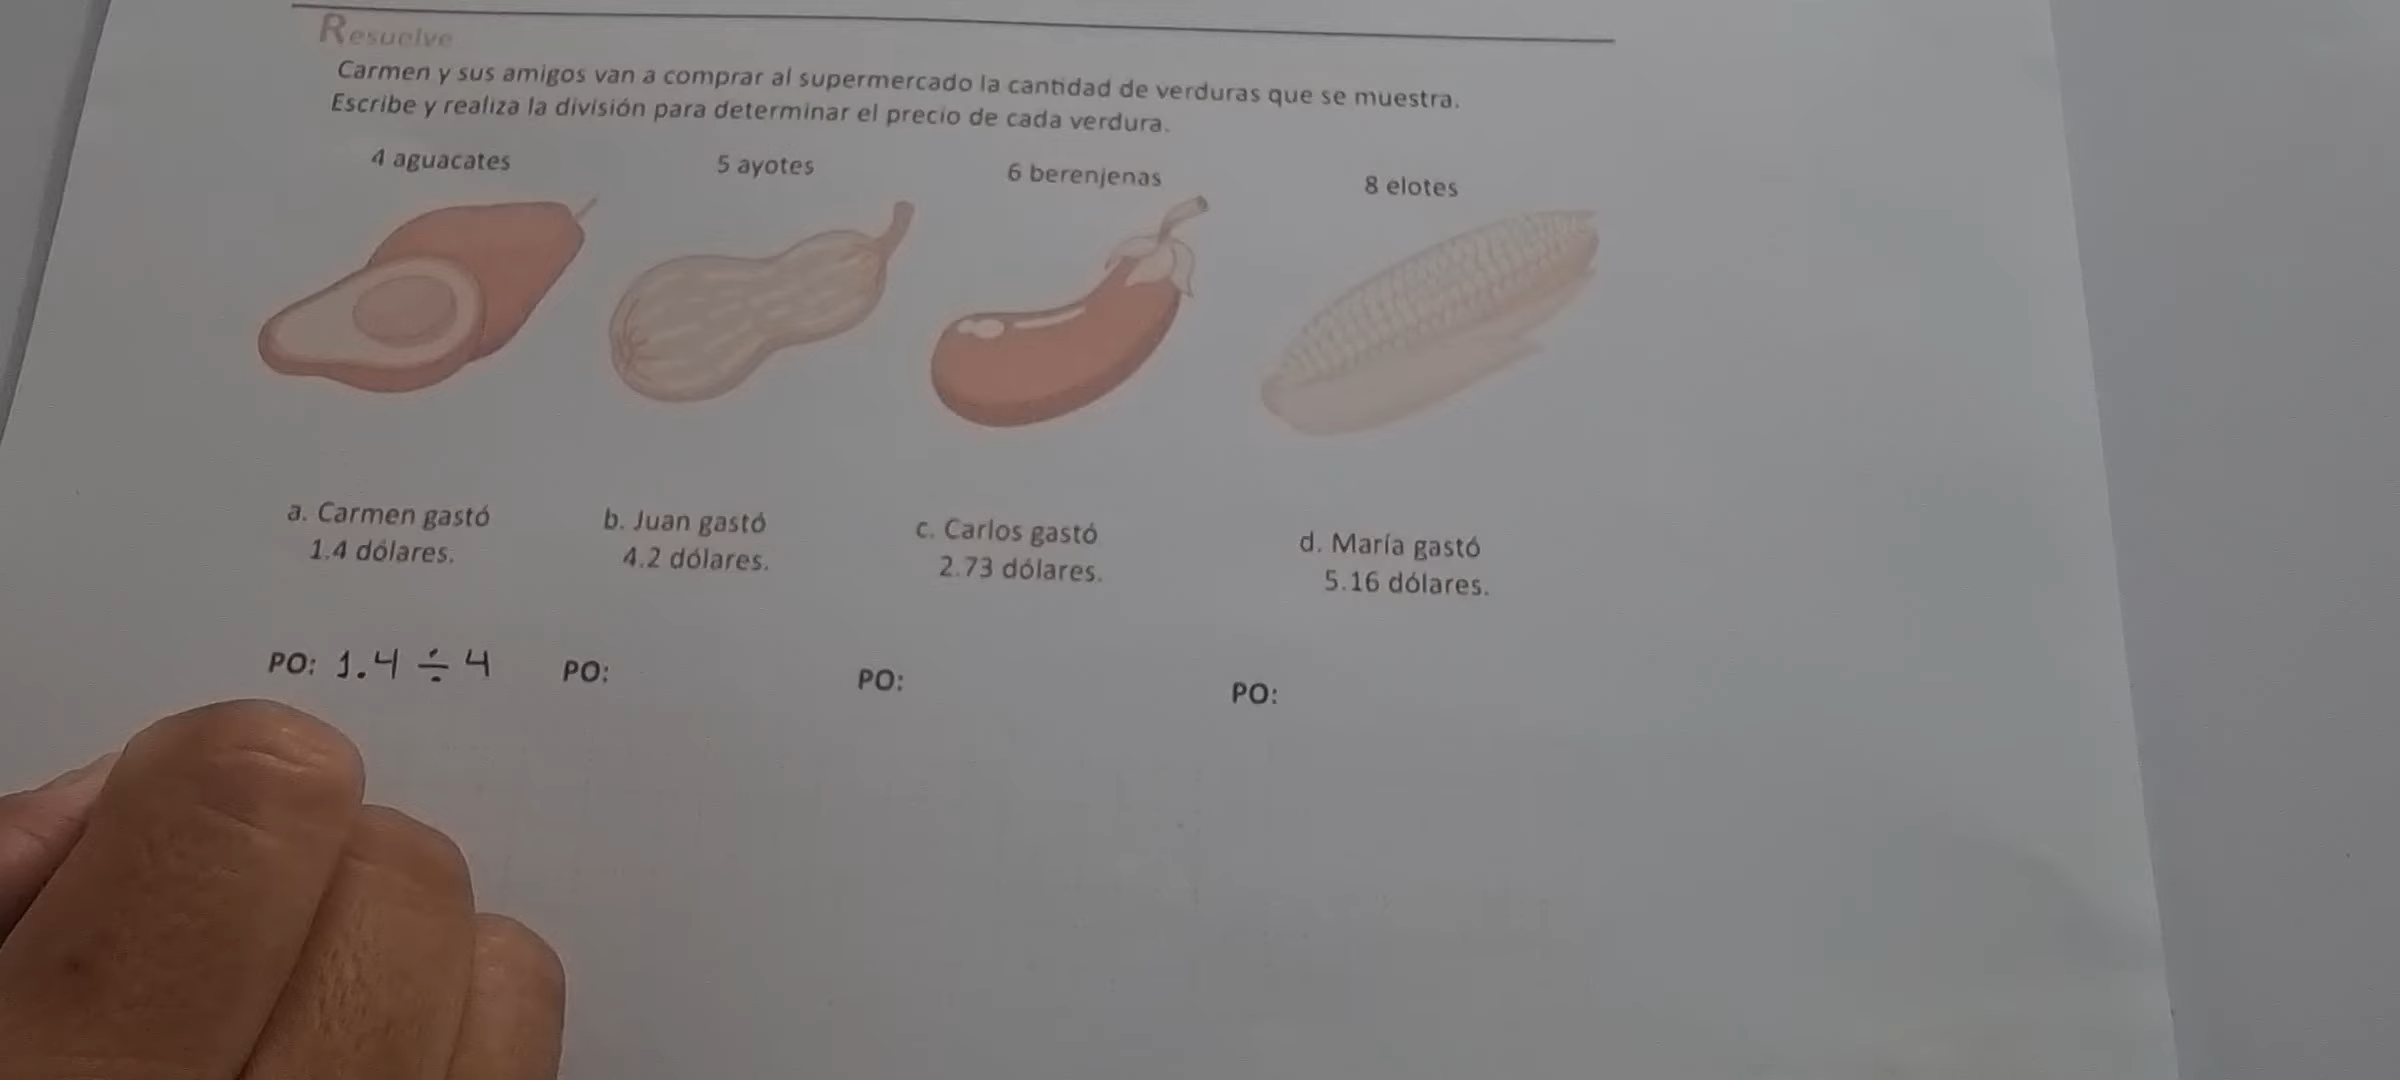 Resuelve
Carmen y sus amigos van a comprar al supermercado la cantidad de verduras que se muestra.
Escribe y realiza la división para determinar el precio de cada verdura.
4 aguacates
5 ayotes
6 berenjenas
8 elotes
a. Carmen gastó
1.4 dólares.
b. Juan gastó
4.2 dólares.
c. Carlos gastó
2.73 dólares.
d. María gastó
5.16 dólares.
PO: 1.4 ÷ 4
PO:
PO:
PO: